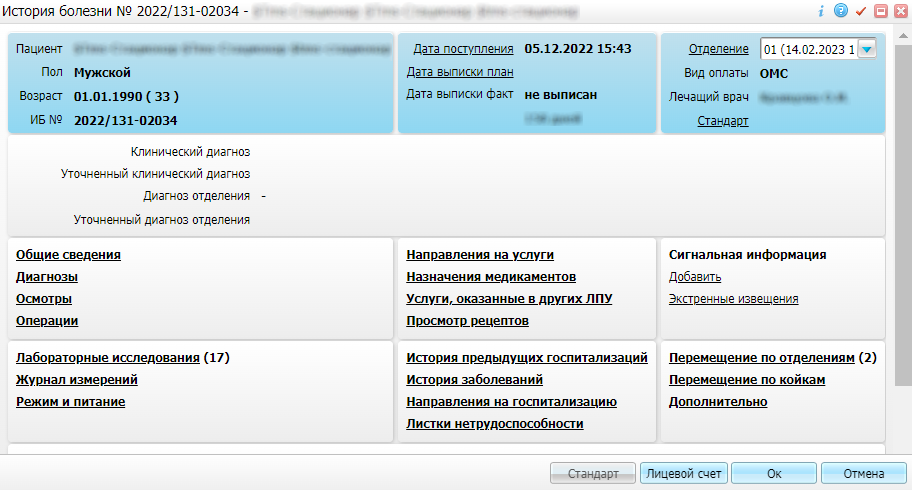 История болезни № 2022/131-02034 -
Пациент
Пол Мужской
Возраст 01.01.1990 ( 33 )
ИБ № 2022/131-02034
Дата поступления 05.12.2022 15:43
Дата выписки план
Дата выписки факт не выписан
Отделение 01 (14.02.2023 1
Вид оплаты ОМС
Лечащий врач
Стандарт
Клинический диагноз
Уточненный клинический диагноз
Диагноз отделения -
Уточненный диагноз отделения
Общие сведения
Диагнозы
Осмотры
Операции
Направления на услуги
Назначения медикаментов
Услуги, оказанные в других ЛПУ
Просмотр рецептов
Сигнальная информация
Добавить
Экстренные извещения
Лабораторные исследования (17)
Журнал измерений
Режим и питание
История предыдущих госпитализаций
История заболеваний
Направления на госпитализацию
Листки нетрудоспособности
Перемещение по отделениям (2)
Перемещение по койкам
Дополнительно
Стандарт Лицевой счет Ок Отмена